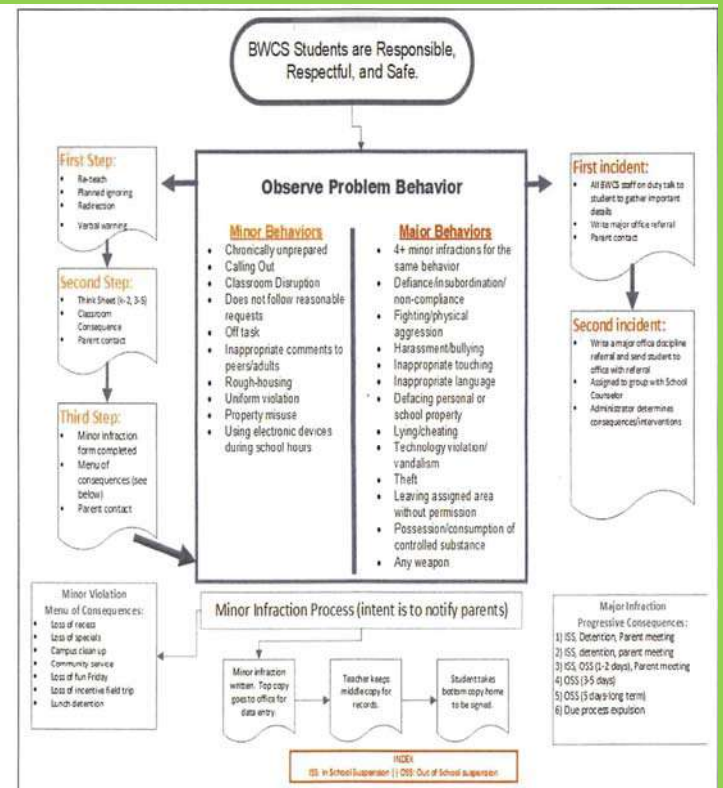 BWCS Students are Responsible,
Respectful, and Safe.
First Step:
Re-teach
Planned ignoring
Redirection
Verbal warning
Second Step:
Think Sheet (k-2, 3-5)
Classroom
Consequence
Parent contact
Third Step:
Minor infraction
form completed
Menu of
consequences (see
below)
Parent contact
Observe Problem Behavior
Minor Behaviors
Chronically unprepared
Calling Out
Classroom Disruption
Does not follow reasonable
requests
Off task
Inappropriate comments to
peers/adults
Rough-housing
Uniform violation
Property misuse
Using electronic devices
during school hours
Major Behaviors
4+ minor infractions for the
same behavior
Defiance/insubordination/
non-compliance
Fighting/physical
aggression
Harassment/bullying
Inappropriate touching
Inappropriate language
Defacing personal or
school property
Lying/cheating
Technology violation/
vandalism
Theft
Leaving assigned area
without permission
Possession/consumption of
controlled substance
Any weapon
First incident:
All BWCS staff on duty talk to
student to gather important
details
Write major office referral
Parent contact
Second incident:
Write a major office discipline
referral and send student to
office with referral
Assigned to group with School
Counselor
Administrator determines
consequences/interventions
Minor Violation
Menu of Consequences:
Loss of recess
Loss of specials
Campus clean up
Community service
Loss of fun Friday
Loss of incentive field trip
Lunch detention
Minor Infraction Process (intent is to notify parents)
Minor infraction
written. Top copy
goes to office for
data entry.
Teacher keeps
middle copy for
records.
Student takes
bottom copy home
to be signed.
Major Infraction
Progressive Consequences:
1) ISS, Detention, Parent meeting
2) ISS, detention, parent meeting
3) ISS, OSS (1-2 days), Parent meeting
4) OSS (3-5 days)
5) OSS (5 days-long term)
6) Due process expulsion
INDEX
ISS: In School Suspension || OSS: Out of School suspension